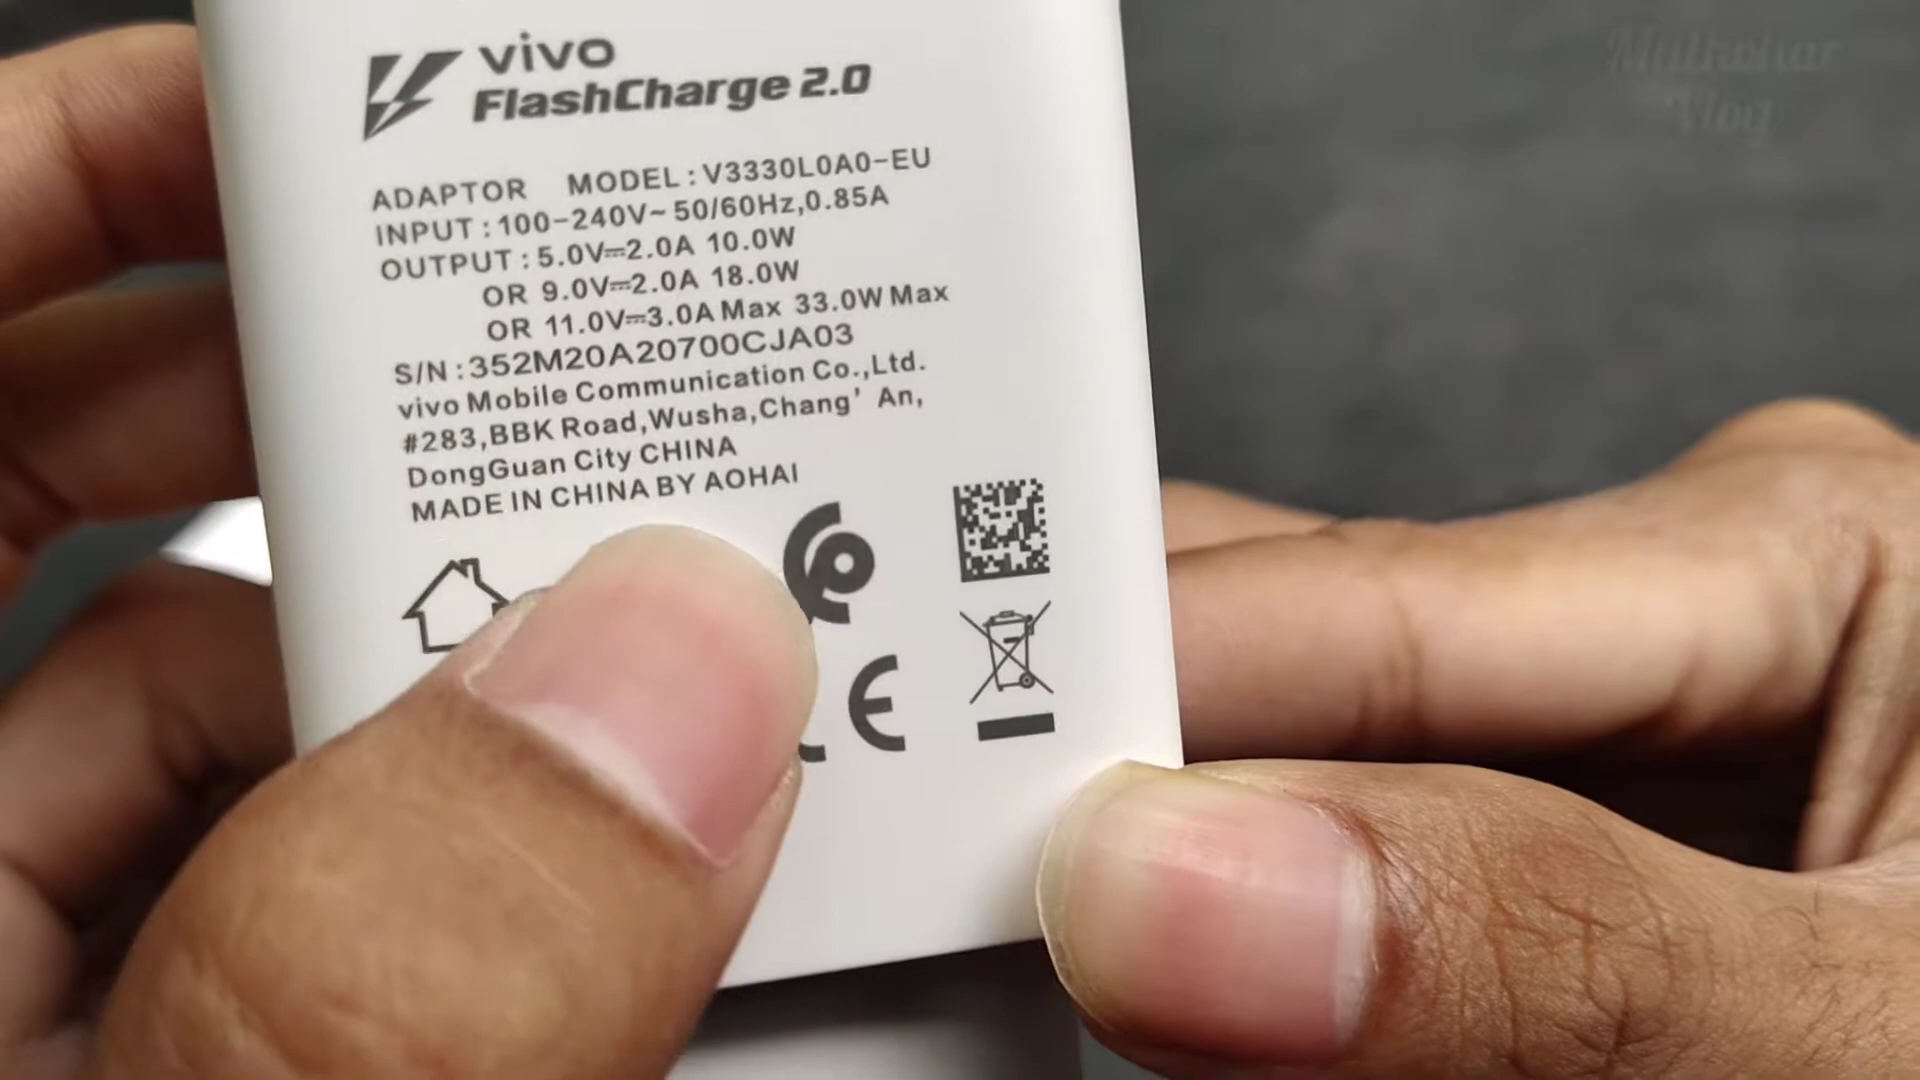 Mulheinar
Vlog
vivo
FlashCharge 2.0
ADAPTOR MODEL : V3330L0A0-EU
INPUT : 100-240V~ 50/60Hz,0.85A
OUTPUT : 5.0V⎓2.0A 10.0W
OR 9.0V⎓2.0A 18.0W
OR 11.0V⎓3.0A Max 33.0W Max
S/N : 352M20A20700CJA03
vivo Mobile Communication Co.,Ltd.
#283,BBK Road,Wusha,Chang' An,
DongGuan City CHINA
MADE IN CHINA BY AOHAI
CE